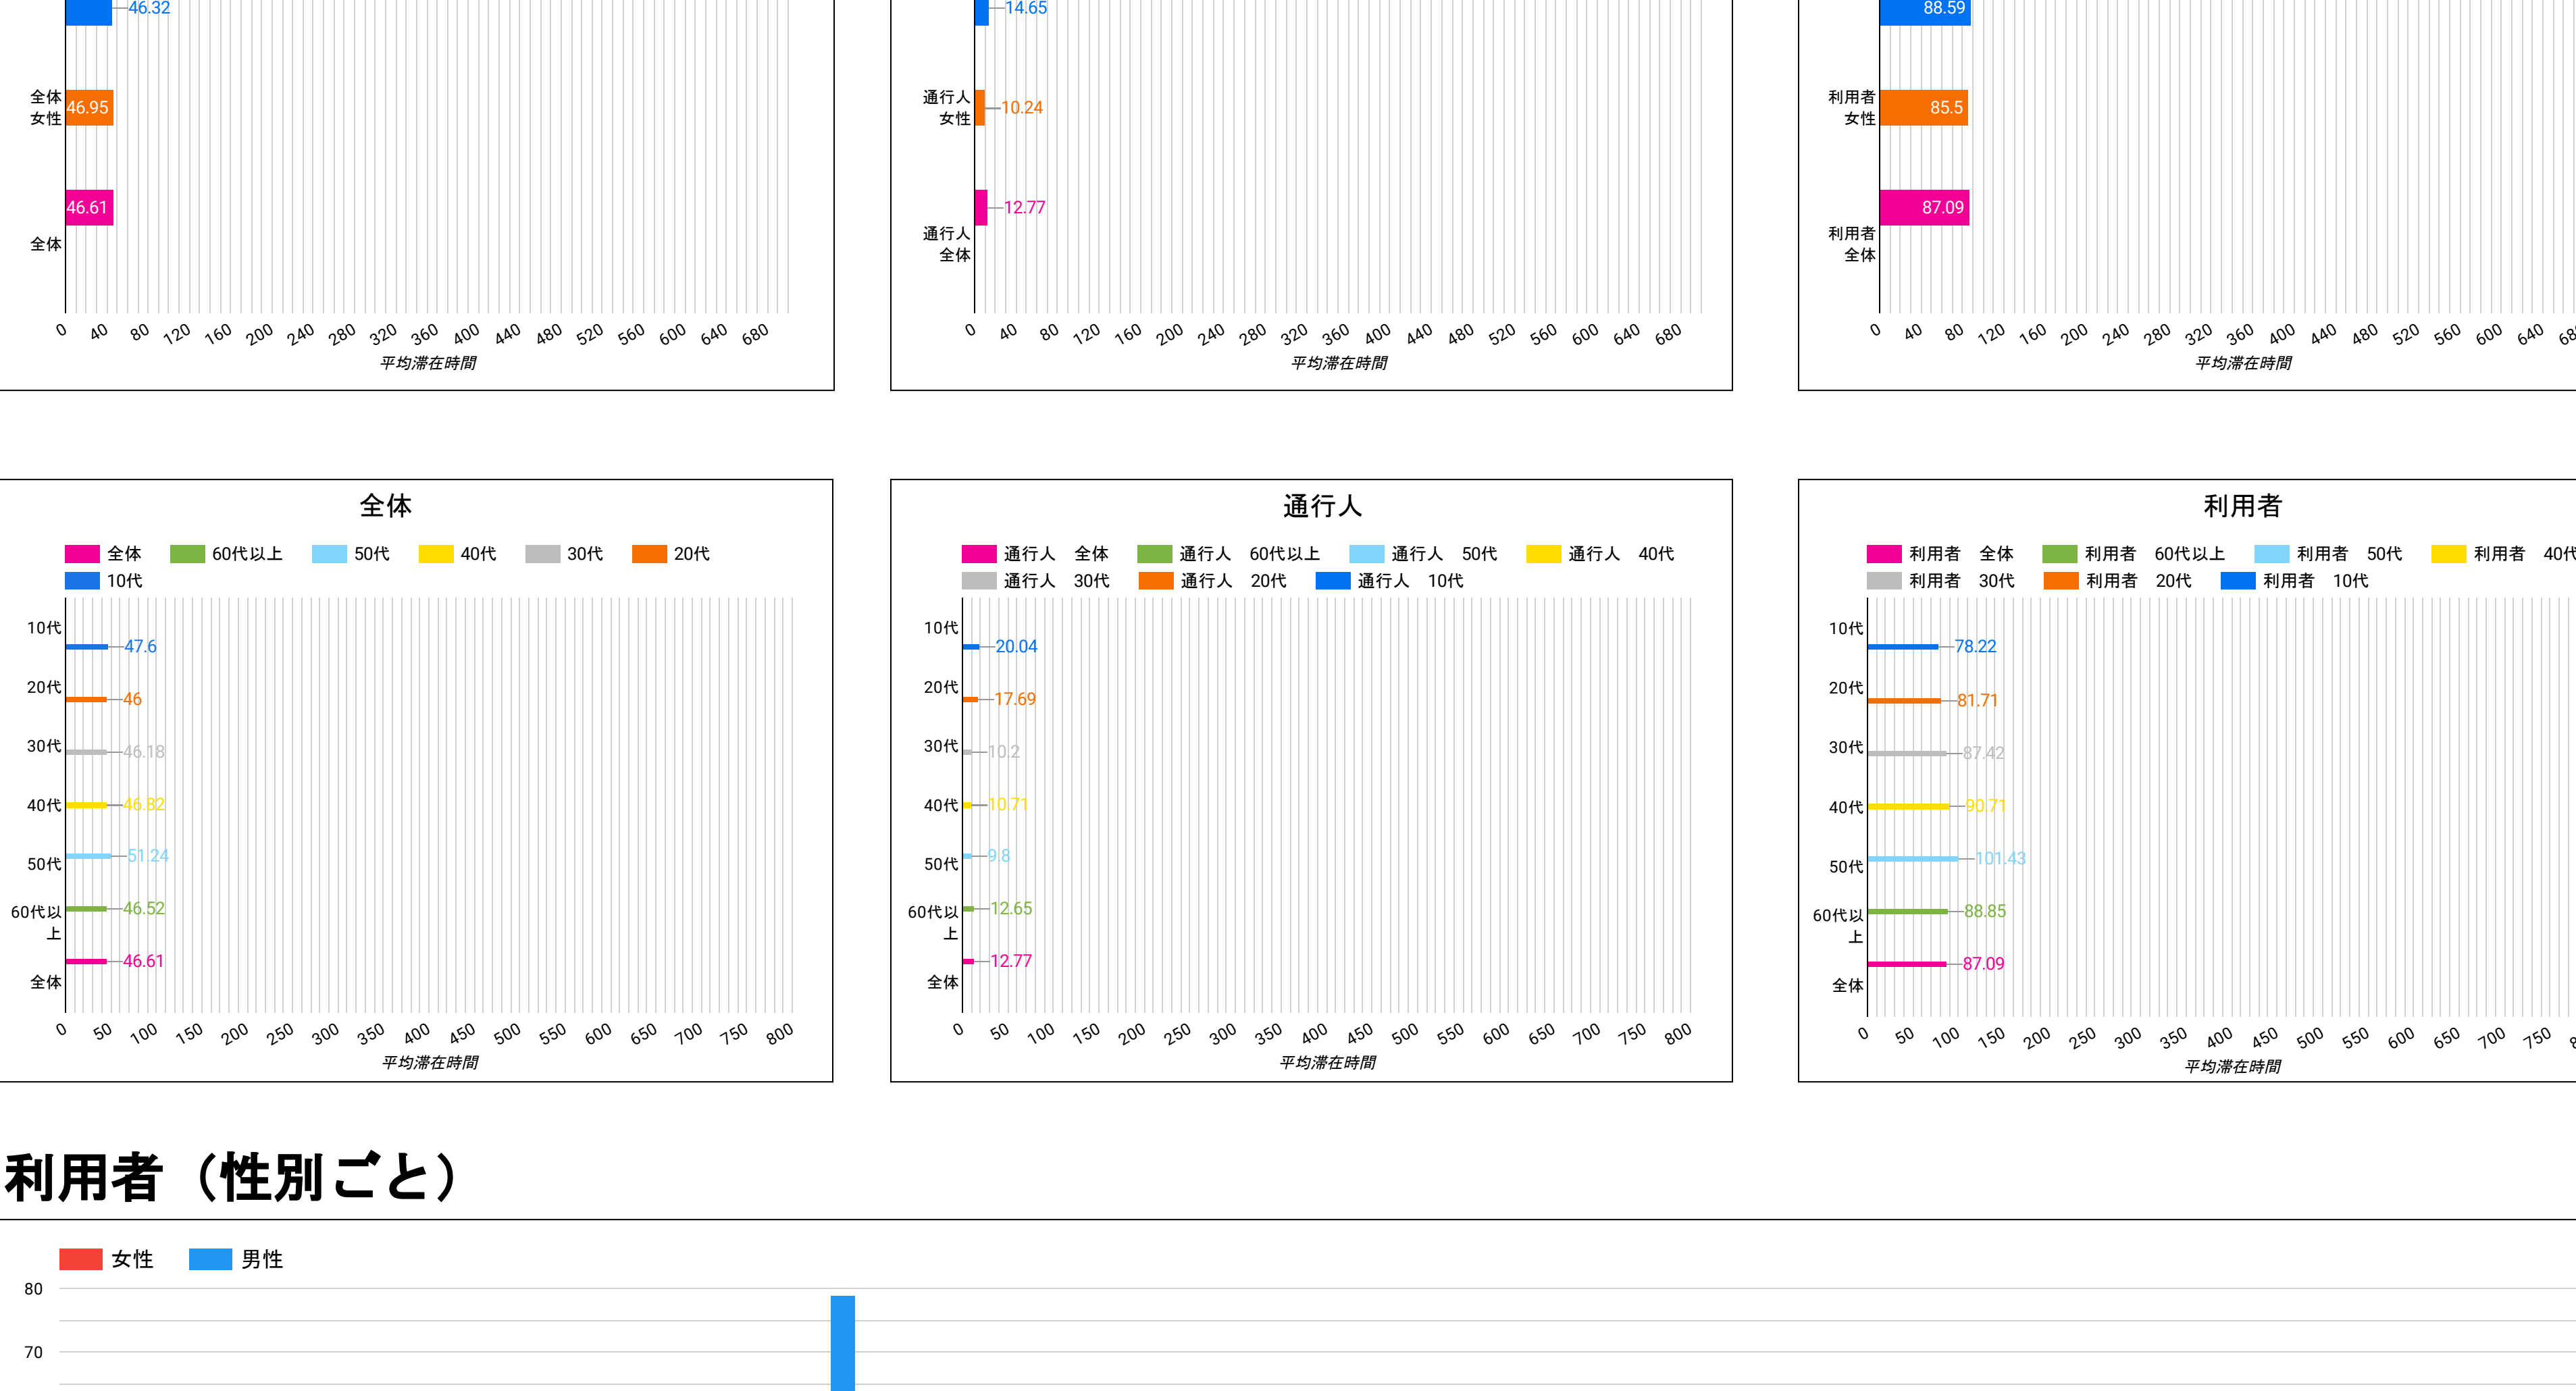 46.32
全体
女性
46.95
46.61
全体
0 40 80 120 160 200 240 280 320 360 400 440 480 520 560 600 640 680
平均滞在時間
14.65
通行人
女性
10.24
12.77
通行人
全体
0 40 80 120 160 200 240 280 320 360 400 440 480 520 560 600 640 680
平均滞在時間
88.59
利用者
女性
85.5
87.09
利用者
全体
0 40 80 120 160 200 240 280 320 360 400 440 480 520 560 600 640
平均滞在時間
全体
全体 60代以上 50代 40代 30代 20代
10代
10代
47.6
20代
46
30代
46.18
40代
46.82
50代
51.24
60代以
上
46.52
46.61
全体
0 50 100 150 200 250 300 350 400 450 500 550 600 650 700 750 800
平均滞在時間
通行人
通行人 全体 通行人 60代以上 通行人 50代 通行人 40代
通行人 30代 通行人 20代 通行人 10代
10代
20.04
20代
17.69
30代
10.2
40代
10.71
50代
9.8
60代以
上
12.65
12.77
全体
0 50 100 150 200 250 300 350 400 450 500 550 600 650 700 750 800
平均滞在時間
利用者
利用者 全体 利用者 60代以上 利用者 50代 利用者 40代
利用者 30代 利用者 20代 利用者 10代
10代
78.22
20代
81.71
30代
87.42
40代
90.71
50代
101.43
60代以
上
88.85
87.09
全体
0 50 100 150 200 250 300 350 400 450 500 550 600 650 700 750
平均滞在時間
利用者（性別ごと）
女性 男性
80
70